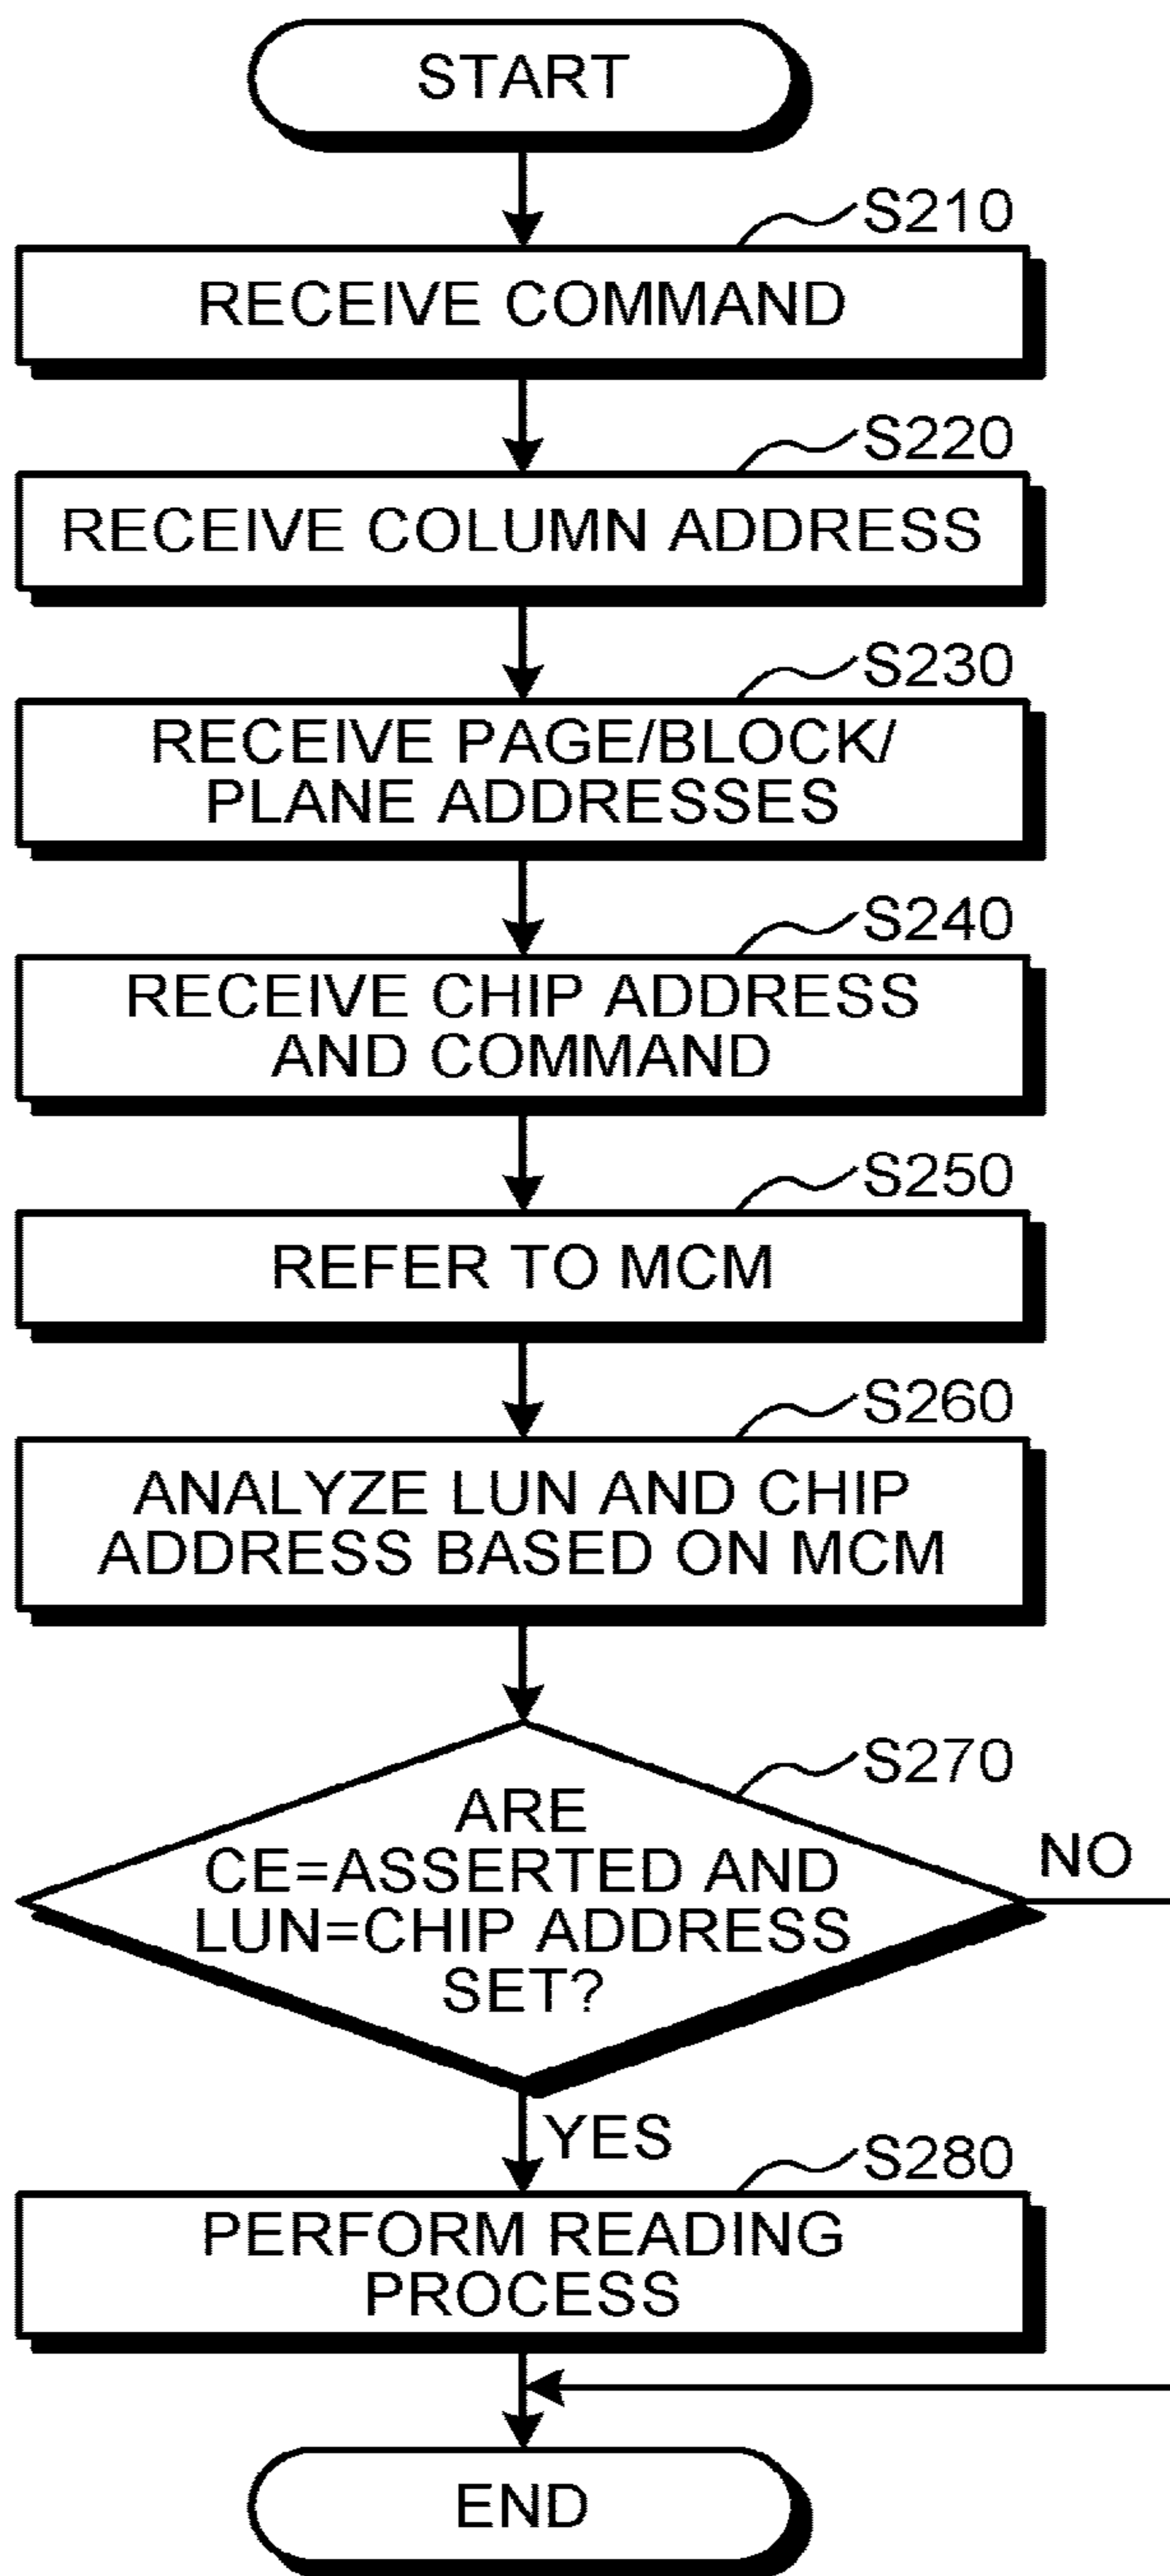 START
S210
RECEIVE COMMAND
S220
RECEIVE COLUMN ADDRESS
S230
RECEIVE PAGE/BLOCK/
PLANE ADDRESSES
S240
RECEIVE CHIP ADDRESS
AND COMMAND
S250
REFER TO MCM
S260
ANALYZE LUN AND CHIP
ADDRESS BASED ON MCM
S270
ARE
CE=ASSERTED AND
LUN=CHIP ADDRESS
SET?
NO
YES
S280
PERFORM READING
PROCESS
END